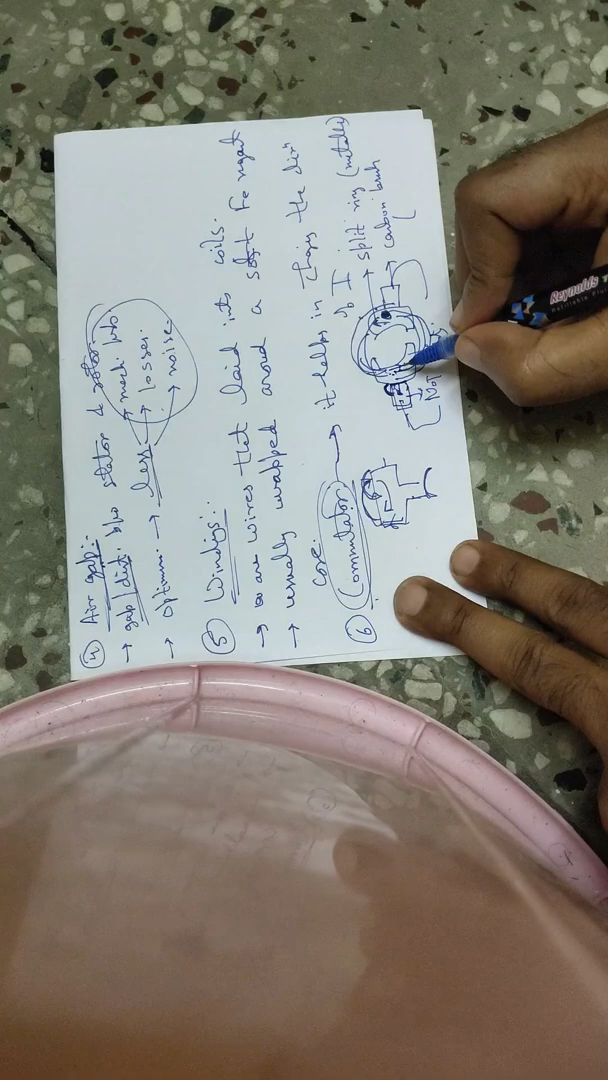 ④ Air gap:
→ gap/dist. b/w stator & rotor.
→ optimum → less → mech. prb
→ losses.
→ noise
⑤ Windings:
→ are wires that laid into coils.
→ usually wrapped around a soft Fe magnet
core.
⑥ Commutator → it helps in changing the dirⁿ
of I
→ split ring (metallic)
carbon brush
Reynolds